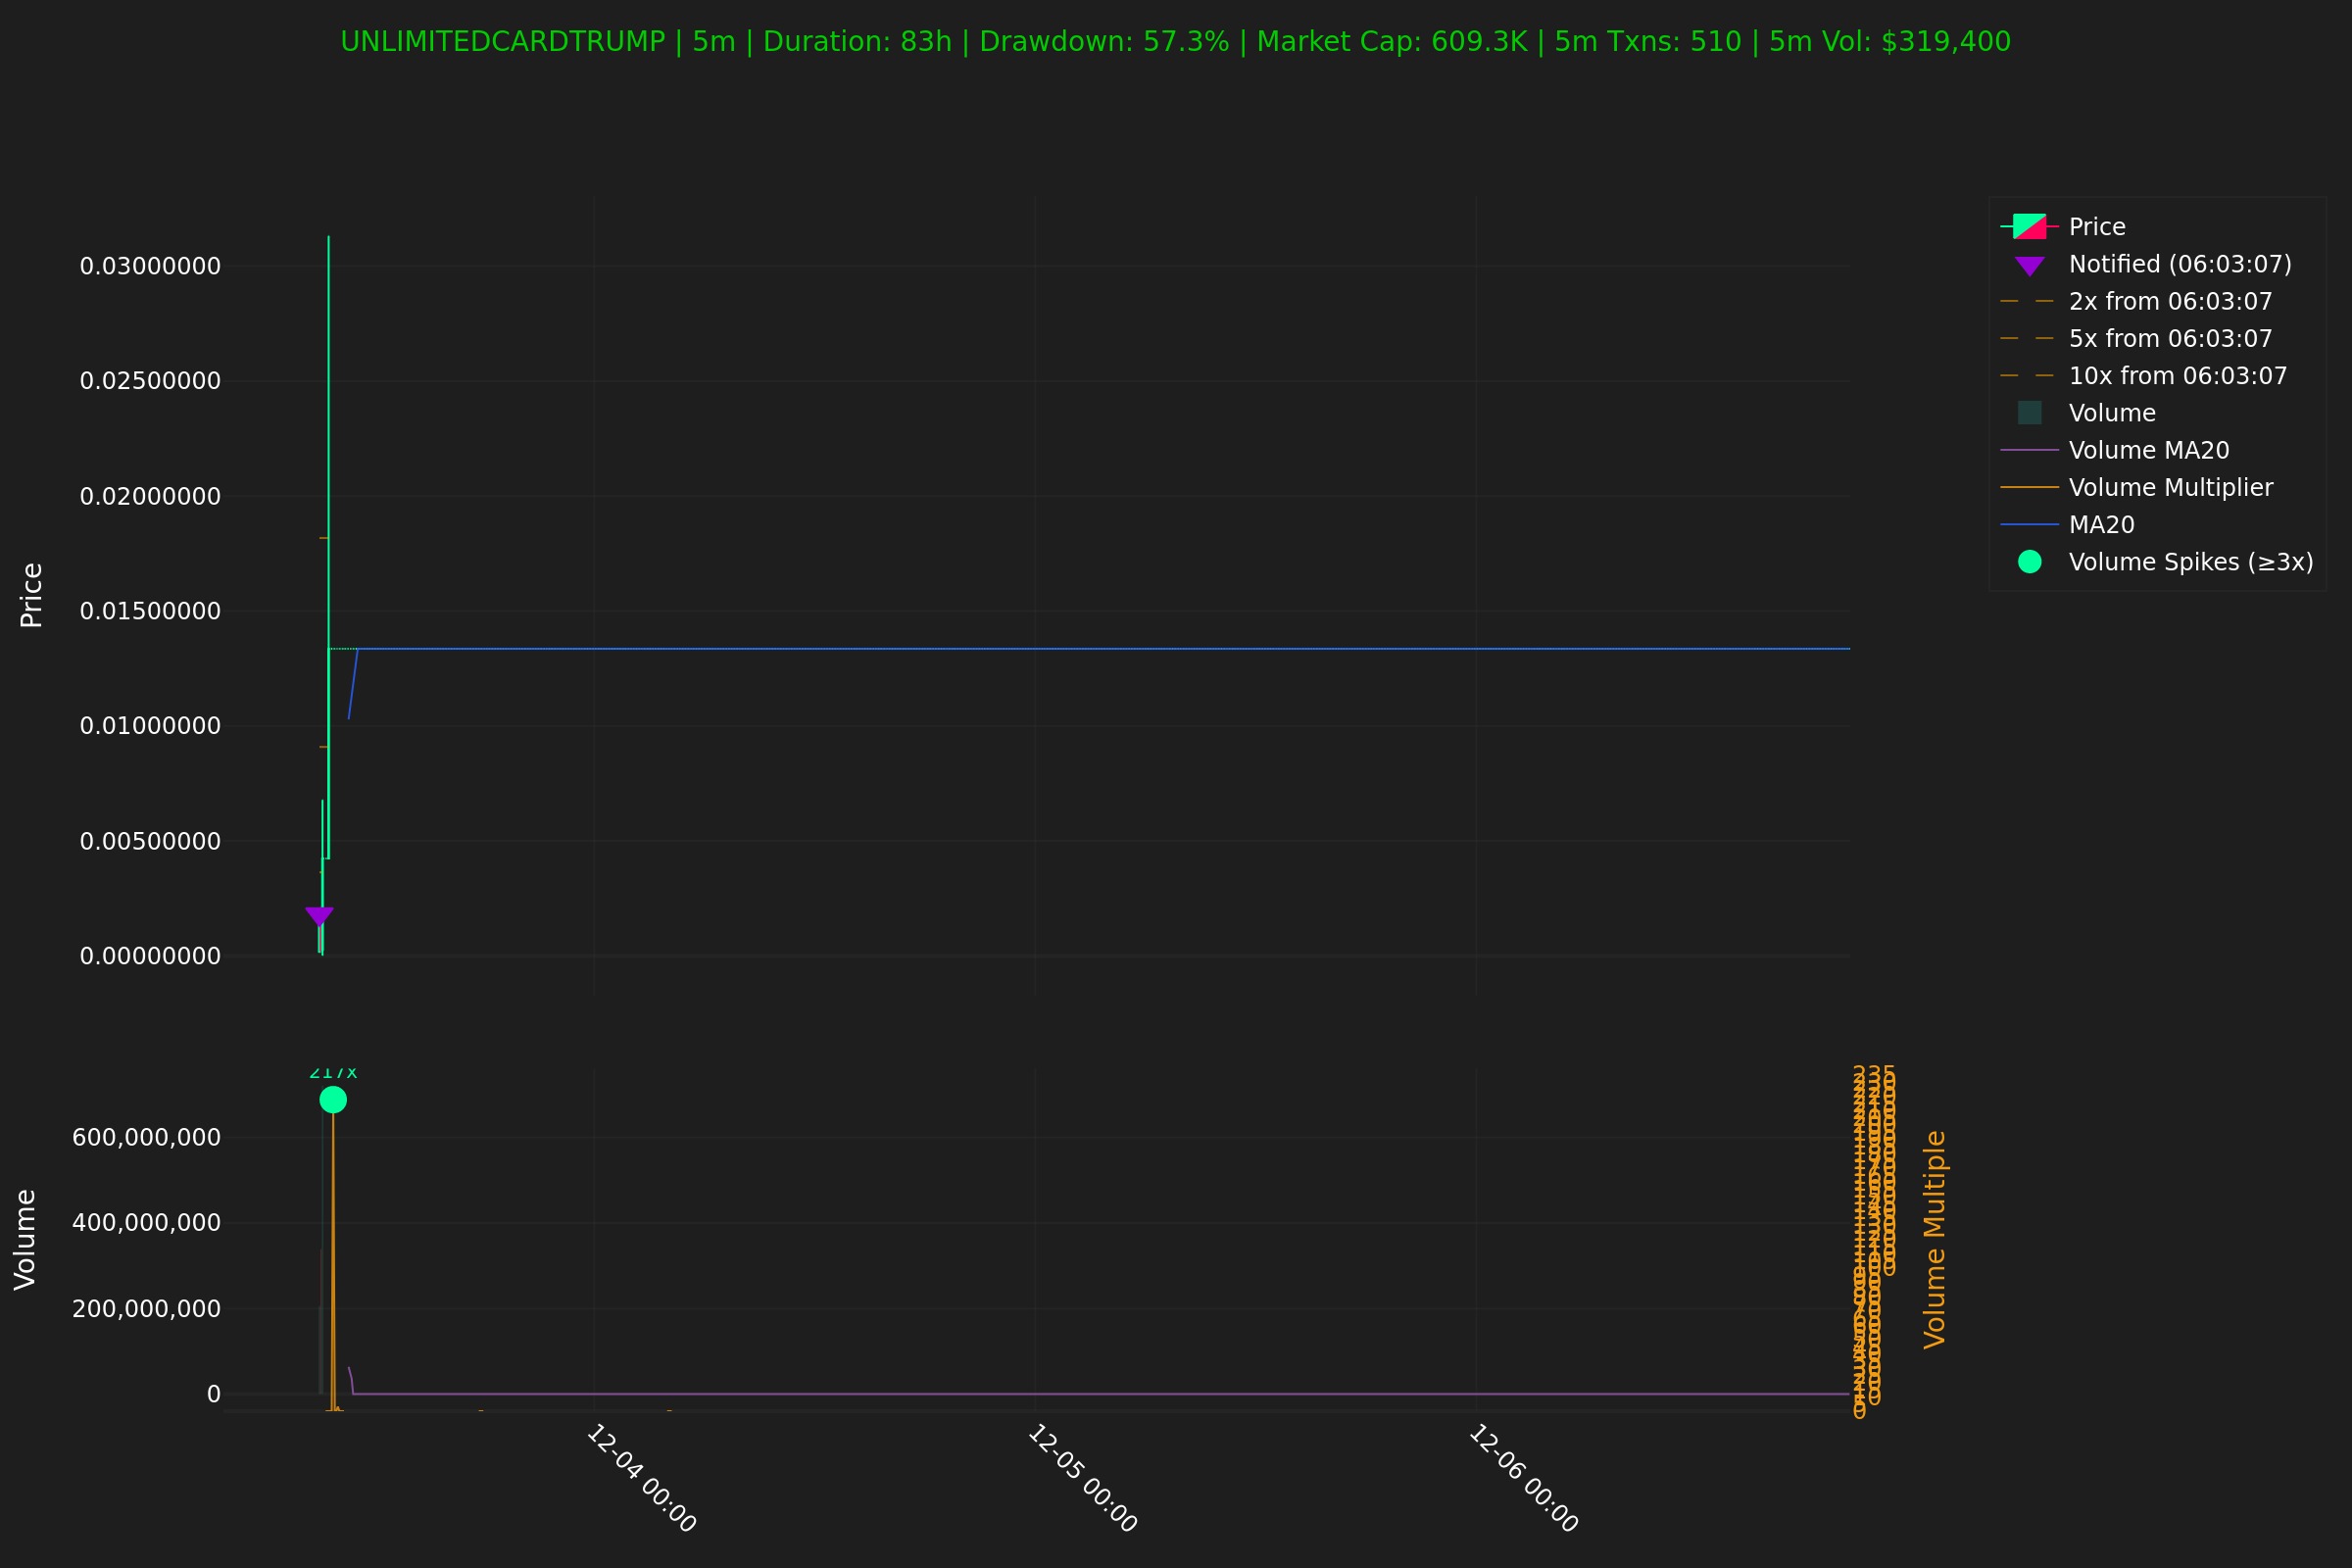 UNLIMITEDCARDTRUMP | 5m | Duration: 83h | Drawdown: 57.3% | Market Cap: 609.3K | 5m Txns: 510 | 5m Vol: $319,400
Price
0.03000000
0.02500000
0.02000000
0.01500000
0.01000000
0.00500000
0.00000000
Price
Notified (06:03:07)
2x from 06:03:07
5x from 06:03:07
10x from 06:03:07
Volume
Volume MA20
Volume Multiplier
MA20
Volume Spikes (≥3x)
217x
Volume
600,000,000
400,000,000
200,000,000
0
Volume Multiple
235
0
12-04 00:00
12-05 00:00
12-06 00:00